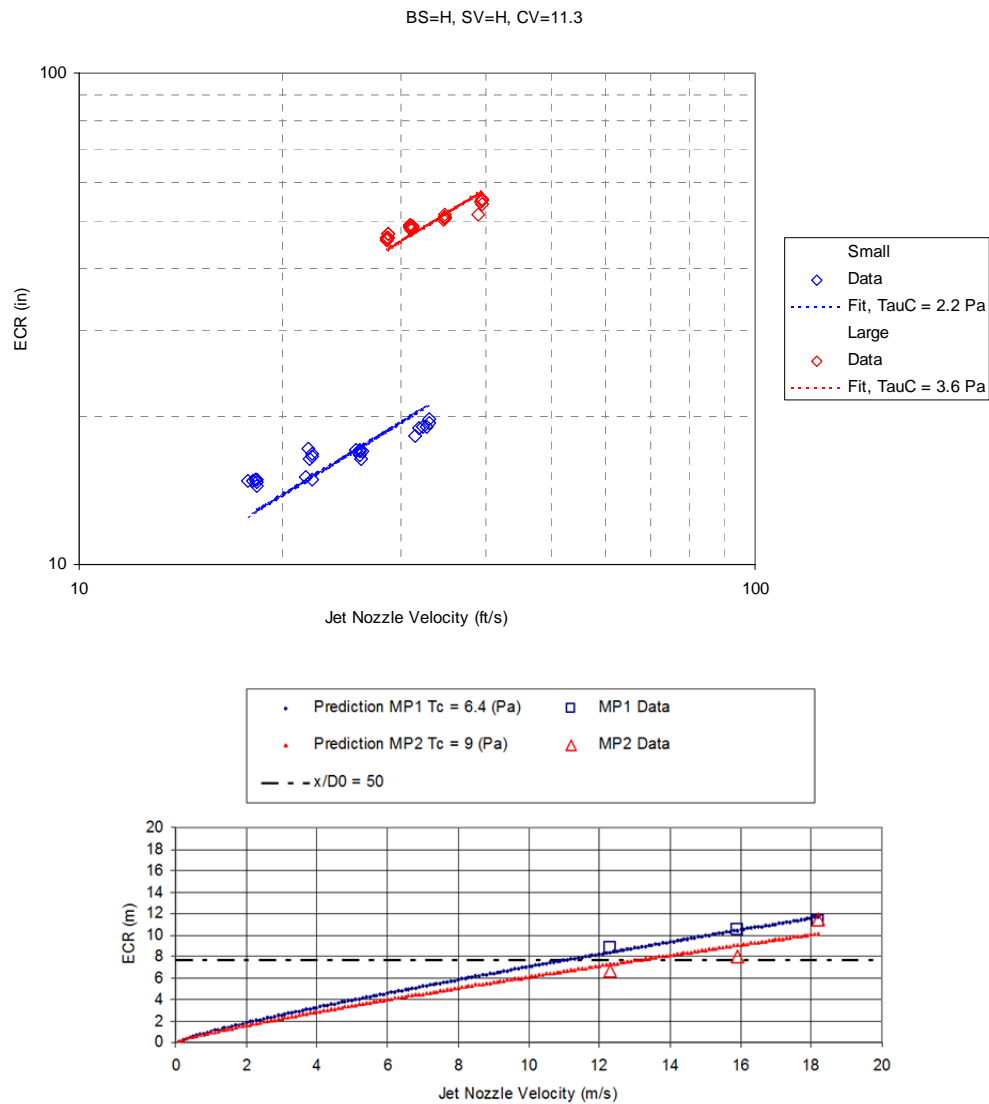 BS=H, SV=H, CV=11.3
100
10
ECR (in)
10
100
Jet Nozzle Velocity (ft/s)
Small
Data
Fit, TauC = 2.2 Pa
Large
Data
Fit, TauC = 3.6 Pa
Prediction MP1 Tc = 6.4 (Pa)
MP1 Data
Prediction MP2 Tc = 9 (Pa)
MP2 Data
x/D0 = 50
20
18
16
14
12
10
8
6
4
2
0
ECR (m)
0 2 4 6 8 10 12 14 16 18 20
Jet Nozzle Velocity (m/s)